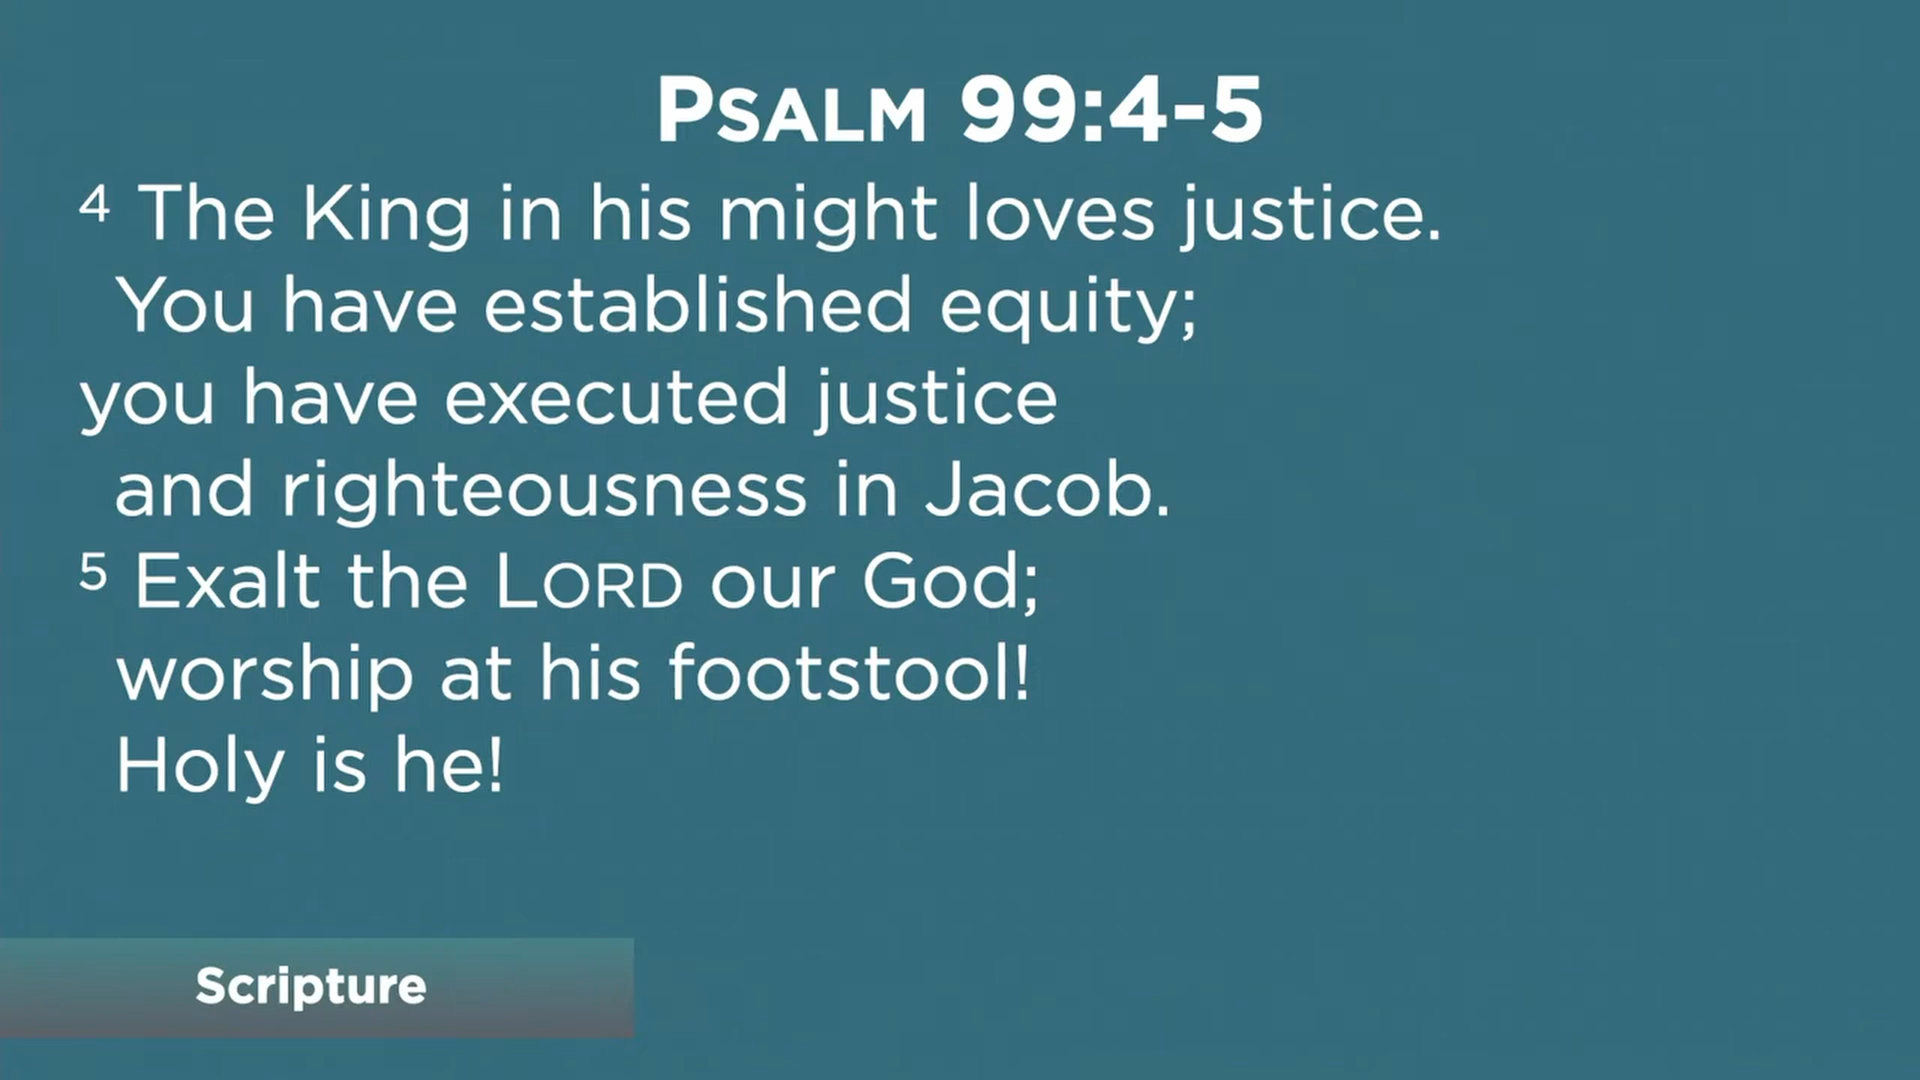 PSALM 99:4-5
4 The King in his might loves justice.
You have established equity;
you have executed justice
and righteousness in Jacob.
5 Exalt the LORD our God;
worship at his footstool!
Holy is he!
Scripture